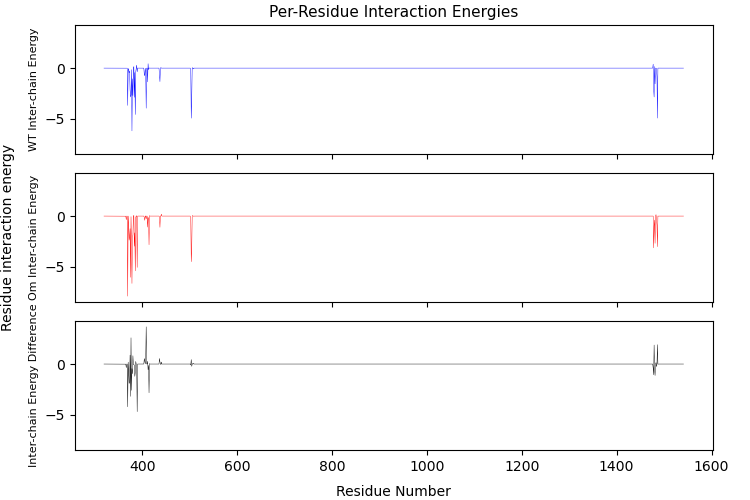 Per-Residue Interaction Energies
WT Inter-chain Energy
0
−5
Om Inter-chain Energy
0
−5
Residue interaction energy
Inter-chain Energy Difference
0
−5
400 600 800 1000 1200 1400 1600
Residue Number